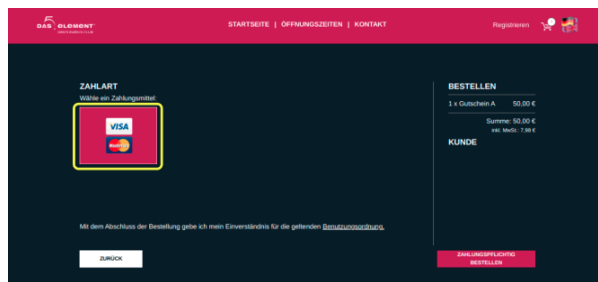 DAS ELEMENT
STARTSEITE | ÖFFNUNGSZEITEN | KONTAKT
Registrieren
ZAHLART
Wähle ein Zahlungsmittel:
VISA
MasterCard
BESTELLEN
1 x Gutschein A 50,00 €
Summe: 50,00 €
inkl. MwSt.: 7,98 €
KUNDE
Mit dem Abschluss der Bestellung gebe ich mein Einverständnis für die geltenden Benutzungsordnung.
ZURÜCK
ZAHLUNGSPFLICHTIG
BESTELLEN